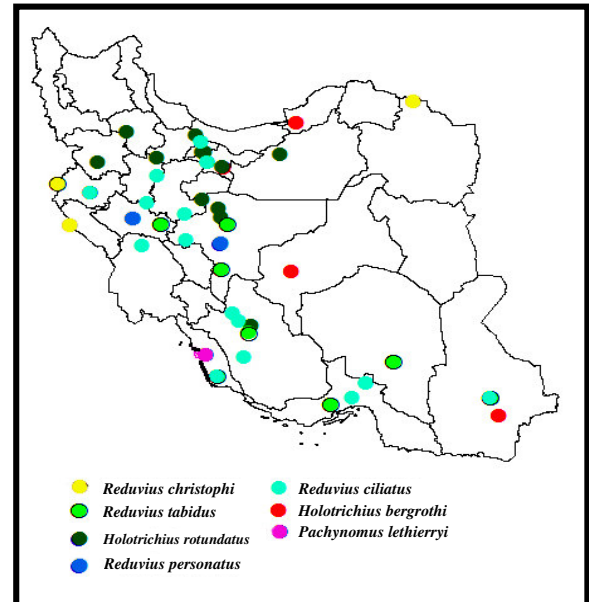 Reduvius christophi
Reduvius tabidus
Holotrichius rotundatus
Reduvius personatus
Reduvius ciliatus
Holotrichius bergrothi
Pachynomus lethierryi